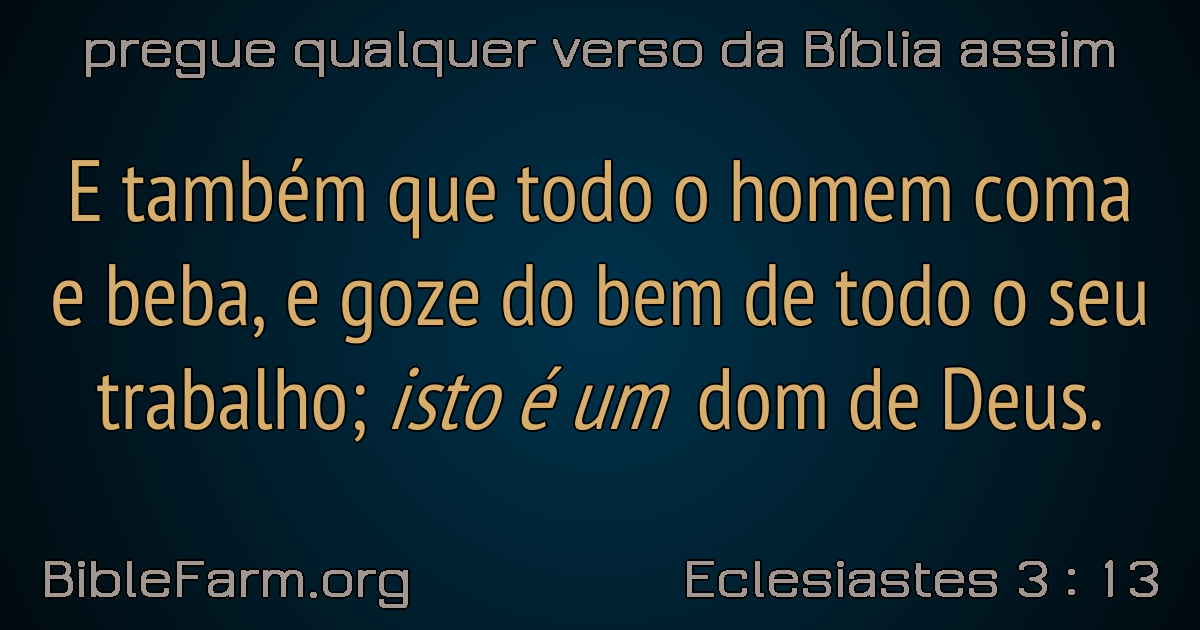 pregue qualquer verso da Bíblia assim
E também que todo o homem coma
e beba, e goze do bem de todo o seu
trabalho; isto é um dom de Deus.
BibleFarm.org
Eclesiastes 3 : 13